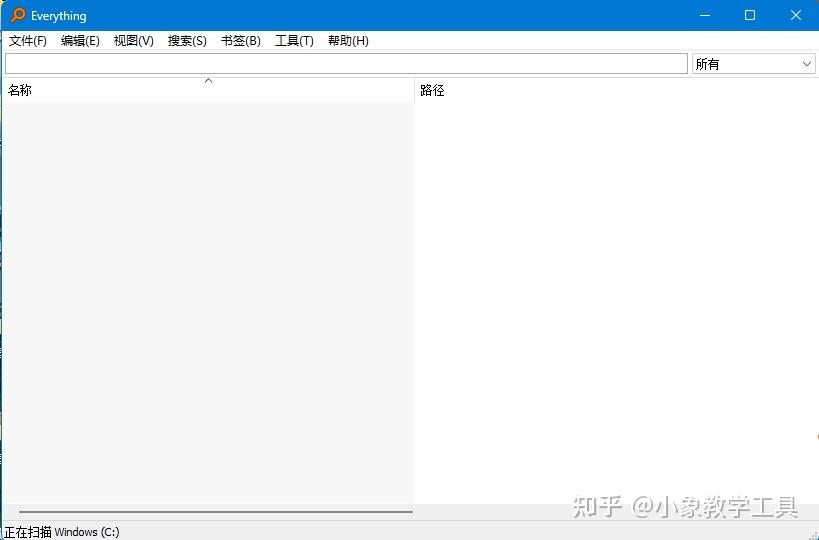 Everything
文件(F) 编辑(E) 视图(V) 搜索(S) 书签(B) 工具(T) 帮助(H)
所有
名称 路径
知乎 @小象教学工具
正在扫描 Windows (C:)